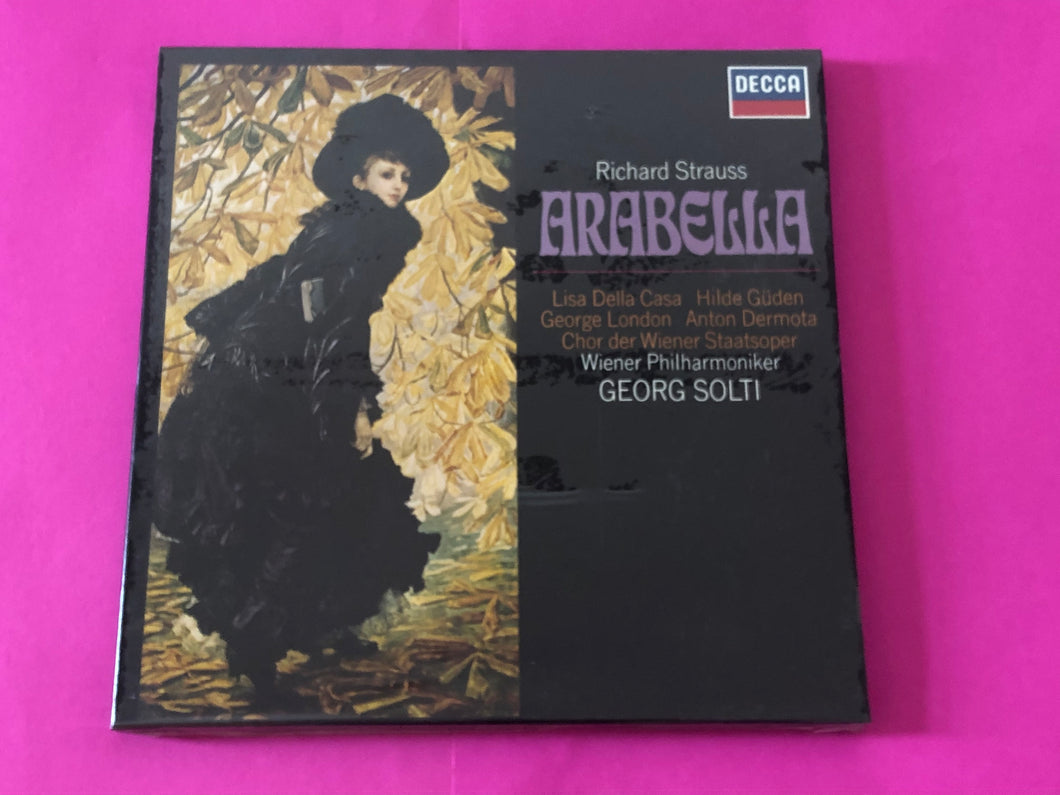 DECCA
Richard Strauss
ARABELLA
Lisa Della Casa Hilde Güden
George London Anton Dermota
Chor der Wiener Staatsoper
Wiener Philharmoniker
GEORG SOLTI